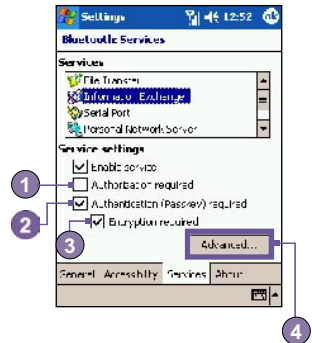 Settings 12:52 ok
Bluetooth Services
Services
File Transfer
Information Exchange
Serial Port
Personal Network Server
Service settings
Enable service
1 Authorization required
2 Authentication (Passkey) required
3 Encryption required
Advanced...
General Accessibility Services About
4